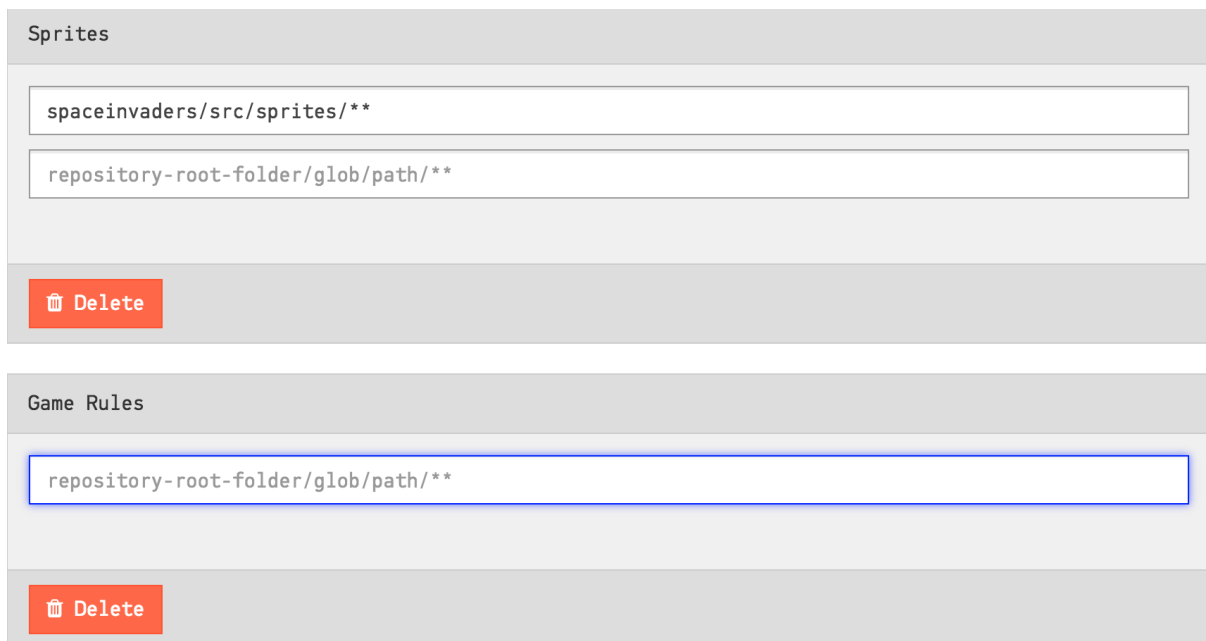 Sprites
spaceinvaders/src/sprites/**
repository-root-folder/glob/path/**
Delete
Game Rules
repository-root-folder/glob/path/**
Delete